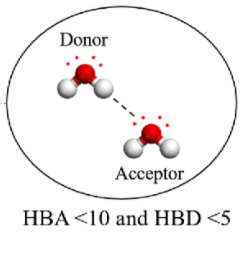 Donor
Acceptor
HBA <10 and HBD <5